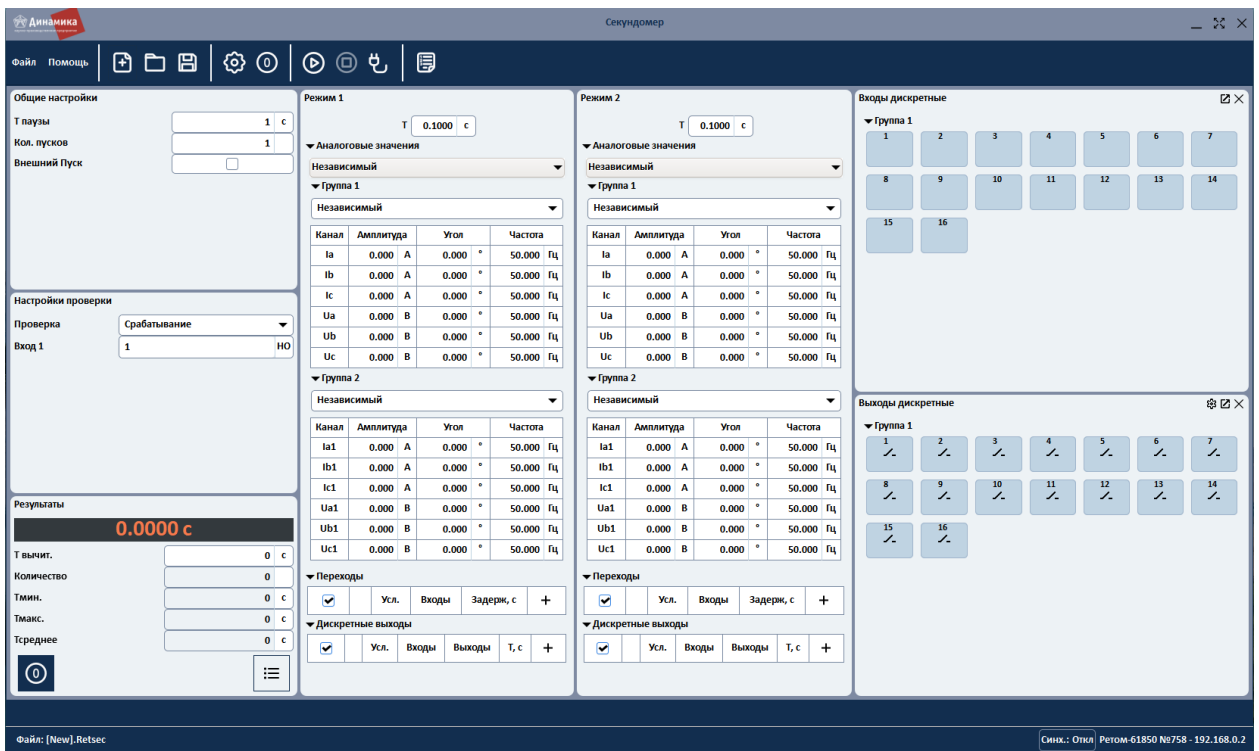 Динамика
Секундомер
Файл Помощь
0
Общие настройки
T паузы 1 с
Кол. пусков 1
Внешний Пуск
Настройки проверки
Проверка Срабатывание
Вход 1 1 НО
Результаты
0.0000 с
T вычит. 0 с
Количество 0
Tмин. 0 с
Tмакс. 0 с
Tсреднее 0 с
0
Режим 1
T 0.1000 с
Аналоговые значения
Независимый
Группа 1
Независимый
Канал Амплитуда Угол Частота
Ia 0.000 A 0.000 ° 50.000 Гц
Ib 0.000 A 0.000 ° 50.000 Гц
Ic 0.000 A 0.000 ° 50.000 Гц
Ua 0.000 В 0.000 ° 50.000 Гц
Ub 0.000 В 0.000 ° 50.000 Гц
Uc 0.000 В 0.000 ° 50.000 Гц
Группа 2
Независимый
Канал Амплитуда Угол Частота
Ia1 0.000 A 0.000 ° 50.000 Гц
Ib1 0.000 A 0.000 ° 50.000 Гц
Ic1 0.000 A 0.000 ° 50.000 Гц
Ua1 0.000 В 0.000 ° 50.000 Гц
Ub1 0.000 В 0.000 ° 50.000 Гц
Uc1 0.000 В 0.000 ° 50.000 Гц
Переходы
Усл. Входы Задерж, с +
Дискретные выходы
Усл. Входы Выходы T, с +
Режим 2
T 0.1000 с
Аналоговые значения
Независимый
Группа 1
Независимый
Канал Амплитуда Угол Частота
Ia 0.000 A 0.000 ° 50.000 Гц
Ib 0.000 A 0.000 ° 50.000 Гц
Ic 0.000 A 0.000 ° 50.000 Гц
Ua 0.000 В 0.000 ° 50.000 Гц
Ub 0.000 В 0.000 ° 50.000 Гц
Uc 0.000 В 0.000 ° 50.000 Гц
Группа 2
Независимый
Канал Амплитуда Угол Частота
Ia1 0.000 A 0.000 ° 50.000 Гц
Ib1 0.000 A 0.000 ° 50.000 Гц
Ic1 0.000 A 0.000 ° 50.000 Гц
Ua1 0.000 В 0.000 ° 50.000 Гц
Ub1 0.000 В 0.000 ° 50.000 Гц
Uc1 0.000 В 0.000 ° 50.000 Гц
Переходы
Усл. Входы Задерж, с +
Дискретные выходы
Усл. Входы Выходы T, с +
Входы дискретные
Группа 1
1 2 3 4 5 6 7
8 9 10 11 12 13 14
15 16
Выходы дискретные
Группа 1
1 2 3 4 5 6 7
8 9 10 11 12 13 14
15 16
Файл: [New].Retsec
Синх.: Откл Ретом-61850 №758 - 192.168.0.2